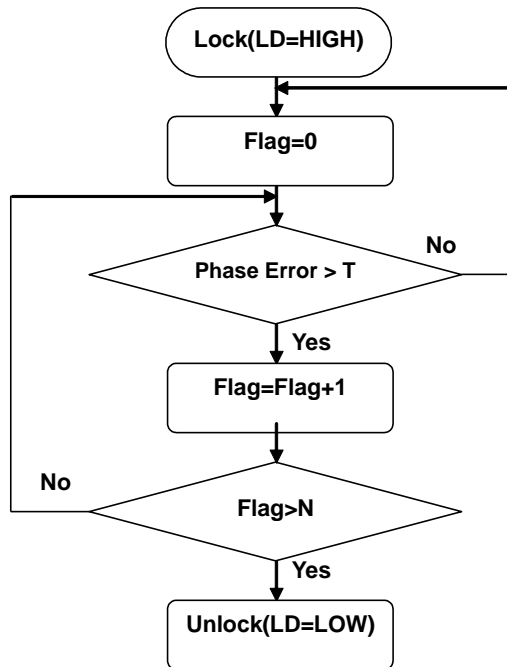 Lock(LD=HIGH)
Flag=0
No
Phase Error > T
Yes
Flag=Flag+1
No
Flag>N
Yes
Unlock(LD=LOW)